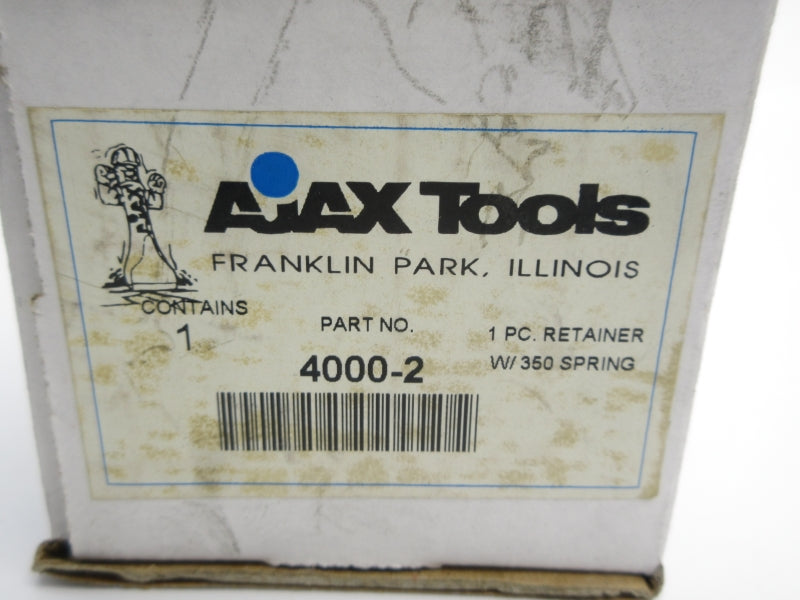 AJAX Tools
FRANKLIN PARK, ILLINOIS
CONTAINS
1
PART NO.
4000-2
1 PC. RETAINER
W/ 350 SPRING